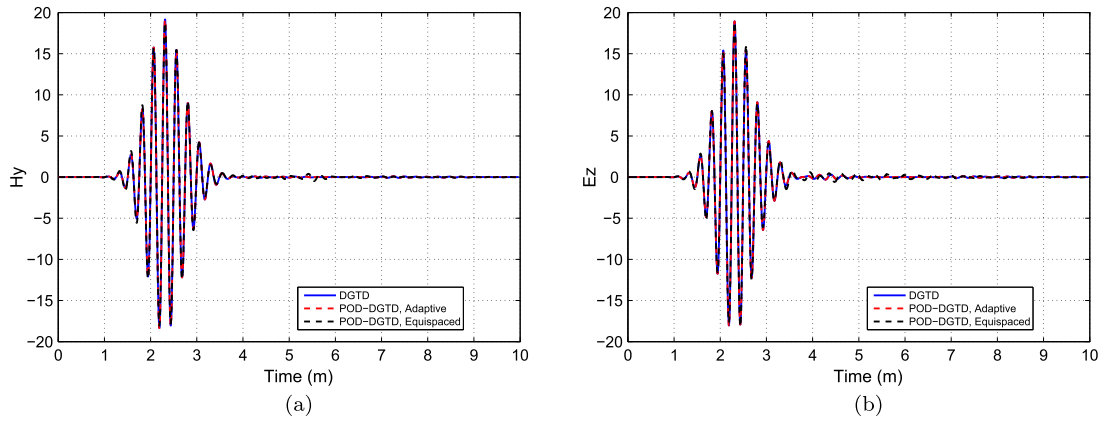 20
15
10
5
0
−5
−10
−15
−20
Hy
DGTD
POD−DGTD, Adaptive
POD−DGTD, Equispaced
0 1 2 3 4 5 6 7 8 9 10
Time (m)
(a)
20
15
10
5
0
−5
−10
−15
−20
Ez
DGTD
POD−DGTD, Adaptive
POD−DGTD, Equispaced
0 1 2 3 4 5 6 7 8 9 10
Time (m)
(b)